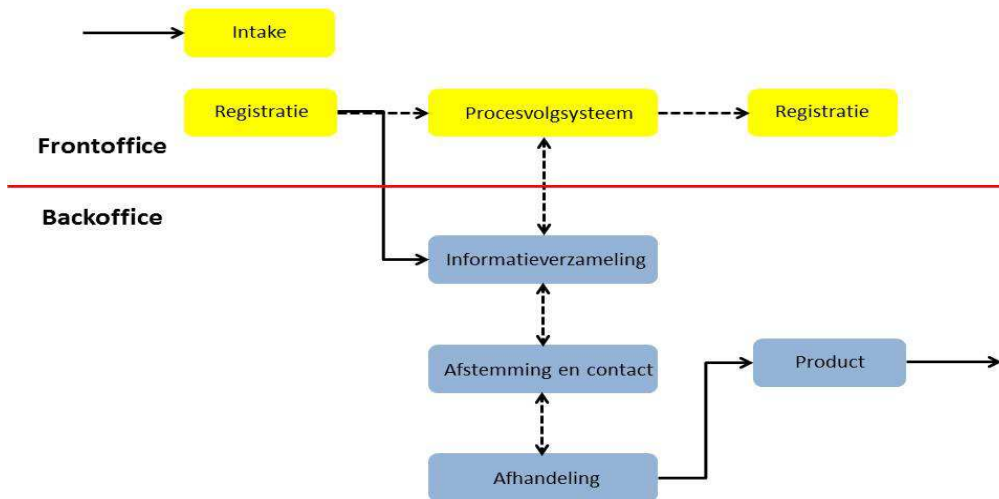 Intake
Registratie
Procesvolgsysteem
Registratie
Frontoffice
Backoffice
Informatieverzameling
Afstemming en contact
Product
Afhandeling